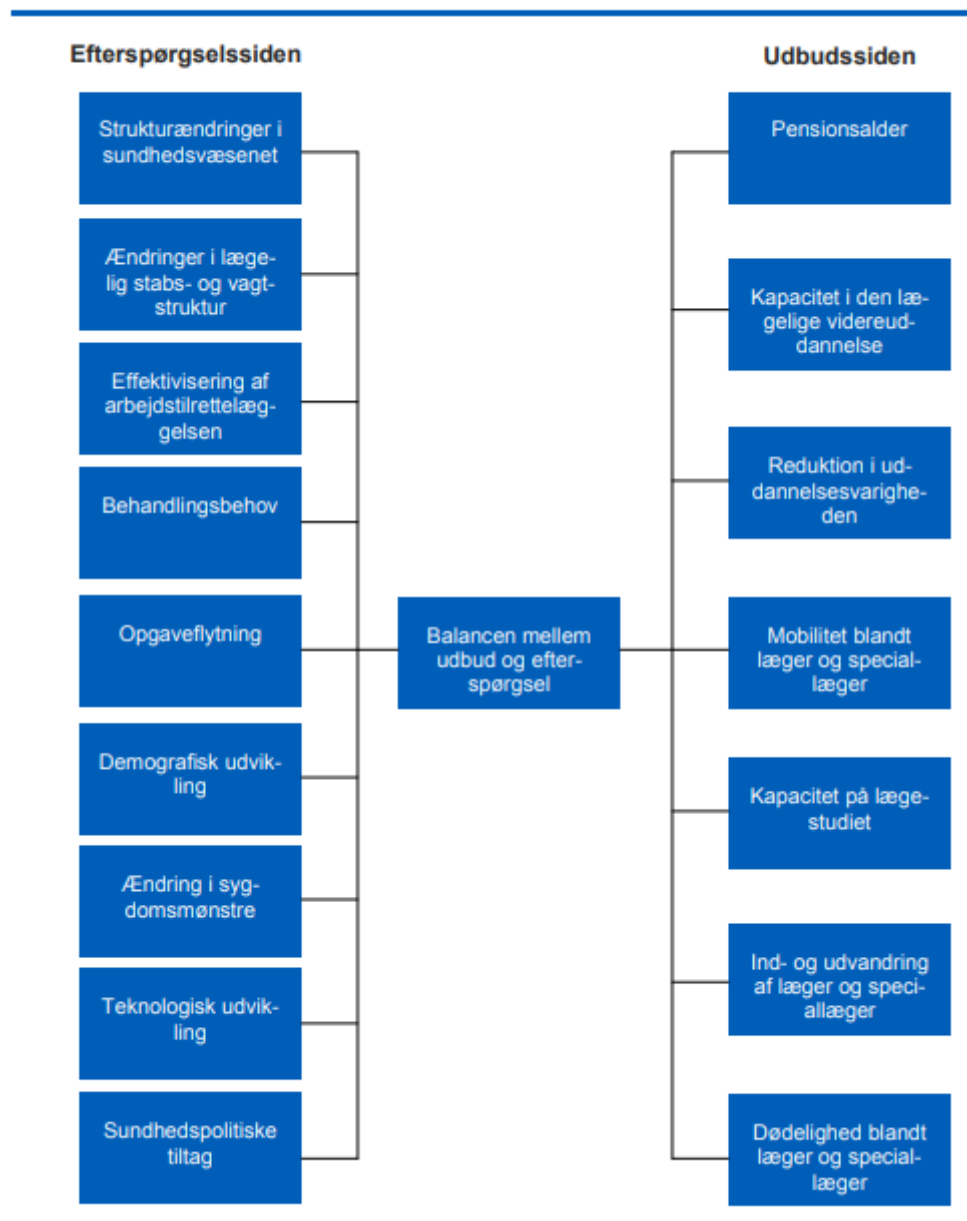 Efterspørgselssiden
Strukturændringer i
sundhedsvæsenet
Ændringer i læge-
lig stabs- og vagt-
struktur
Effektivisering af
arbejdstilrettelæg-
gelsen
Behandlingsbehov
Opgaveflytning
Demografisk udvik-
ling
Ændring i syg-
domsmønstre
Teknologisk udvik-
ling
Sundhedspolitiske
tiltag
Balancen mellem
udbud og efter-
spørgsel
Udbudssiden
Pensionsalder
Kapacitet i den læ-
gelige videreud-
dannelse
Reduktion i ud-
dannelsesvarighe-
den
Mobilitet blandt
læger og special-
læger
Kapacitet på læge-
studiet
Ind- og udvandring
af læger og speci-
allæger
Dødelighed blandt
læger og special-
læger